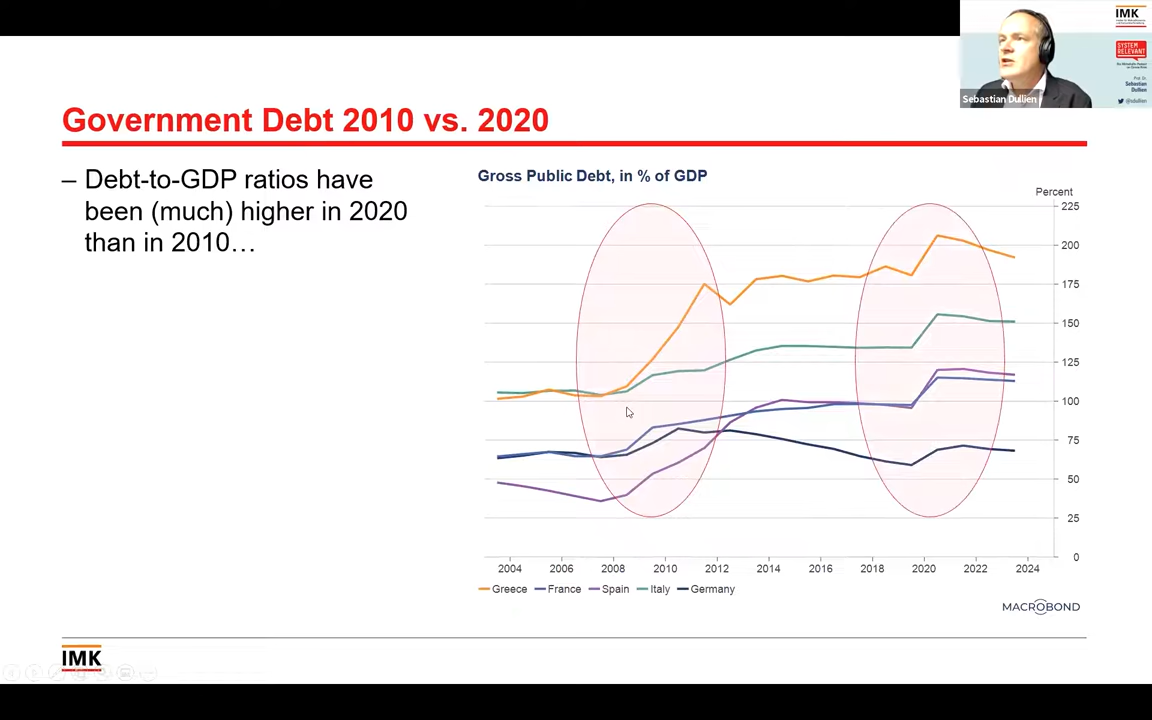 IMK
SYSTEM
RELEVANT
Sebastian
Dullien
@sdullien
Sebastian Dullien
Government Debt 2010 vs. 2020
– Debt-to-GDP ratios have
been (much) higher in 2020
than in 2010…
Gross Public Debt, in % of GDP
Percent
225
200
175
150
125
100
75
50
25
0
2004 2006 2008 2010 2012 2014 2016 2018 2020 2022 2024
Greece France Spain Italy Germany
MACROBOND
IMK